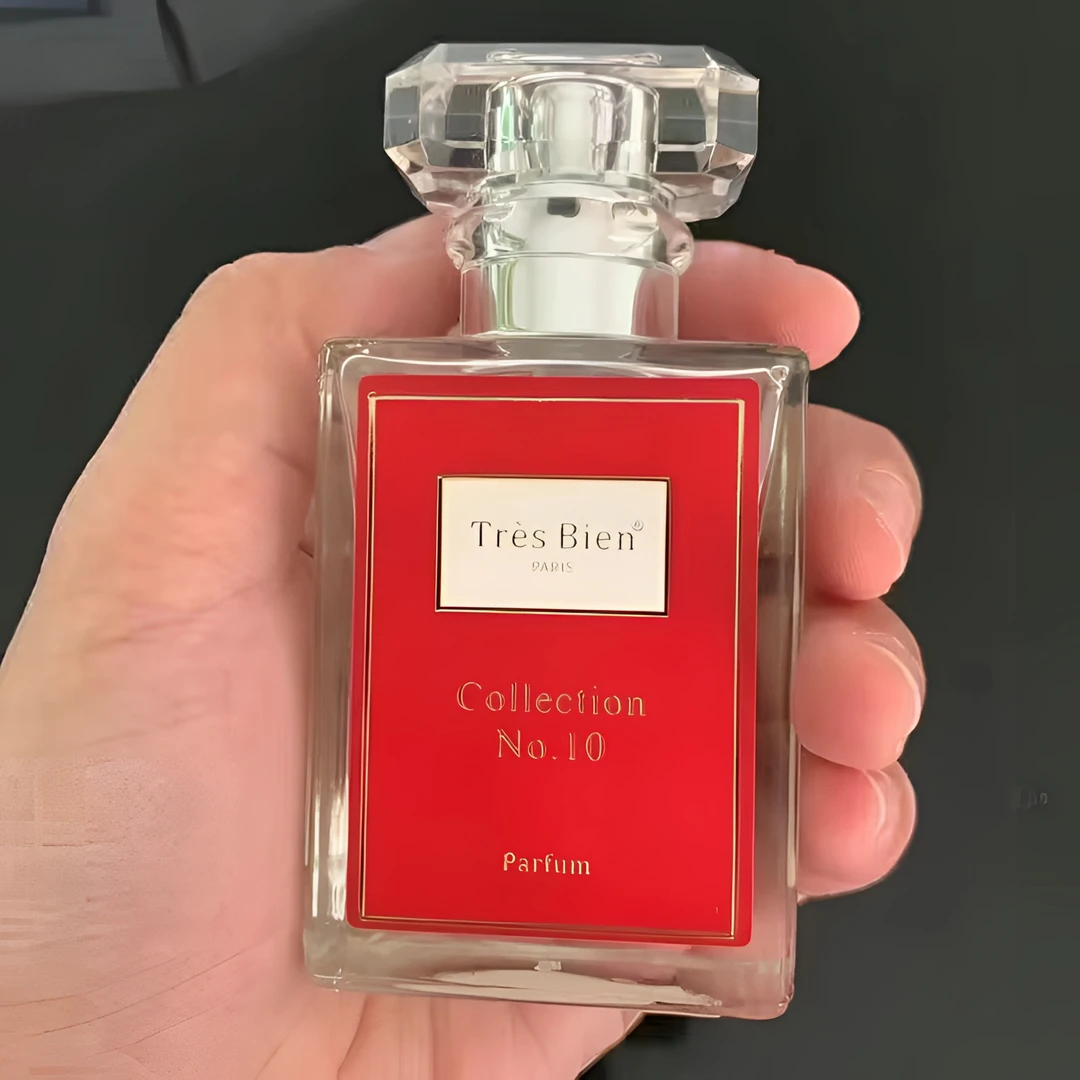 Très Bien®
PARIS
Collection
No.10
Parfum